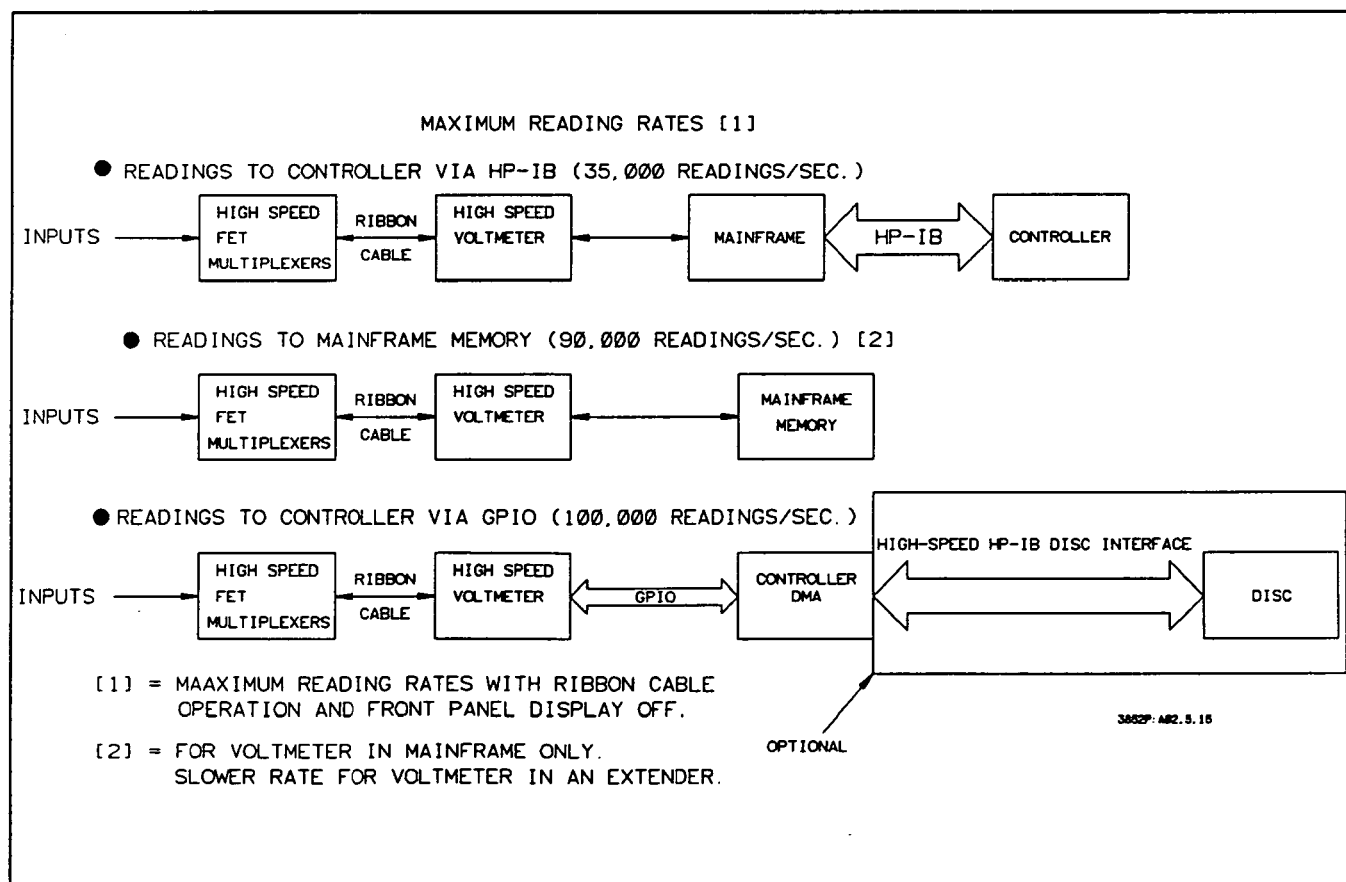 MAXIMUM READING RATES [1]
● READINGS TO CONTROLLER VIA HP-IB (35,000 READINGS/SEC.)
INPUTS
HIGH SPEED
FET
MULTIPLEXERS
RIBBON
CABLE
HIGH SPEED
VOLTMETER
MAINFRAME
HP-IB
CONTROLLER
● READINGS TO MAINFRAME MEMORY (90,000 READINGS/SEC.) [2]
INPUTS
HIGH SPEED
FET
MULTIPLEXERS
RIBBON
CABLE
HIGH SPEED
VOLTMETER
MAINFRAME
MEMORY
● READINGS TO CONTROLLER VIA GPIO (100,000 READINGS/SEC.)
INPUTS
HIGH SPEED
FET
MULTIPLEXERS
RIBBON
CABLE
HIGH SPEED
VOLTMETER
GPIO
CONTROLLER
DMA
HIGH-SPEED HP-IB DISC INTERFACE
DISC
OPTIONAL
[1] = MAAXIMUM READING RATES WITH RIBBON CABLE
OPERATION AND FRONT PANEL DISPLAY OFF.
[2] = FOR VOLTMETER IN MAINFRAME ONLY.
SLOWER RATE FOR VOLTMETER IN AN EXTENDER.